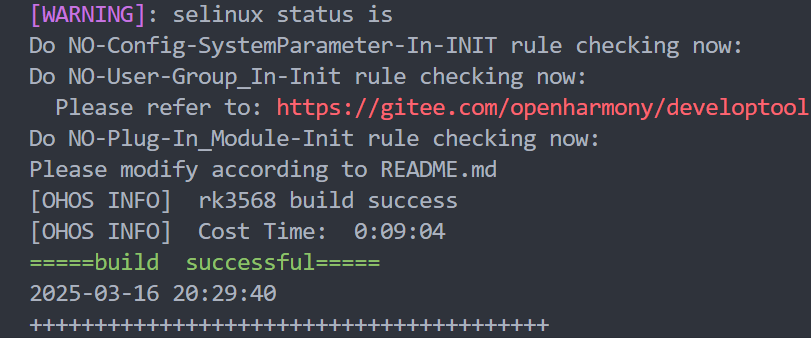 [WARNING]: selinux status is
Do NO-Config-SystemParameter-In-INIT rule checking now:
Do NO-User-Group_In-Init rule checking now:
Please refer to: https://gitee.com/openharmony/developtool
Do NO-Plug-In_Module-Init rule checking now:
Please modify according to README.md
[OHOS INFO] rk3568 build success
[OHOS INFO] Cost Time: 0:09:04
=====build successful=====
2025-03-16 20:29:40
++++++++++++++++++++++++++++++++++++++++